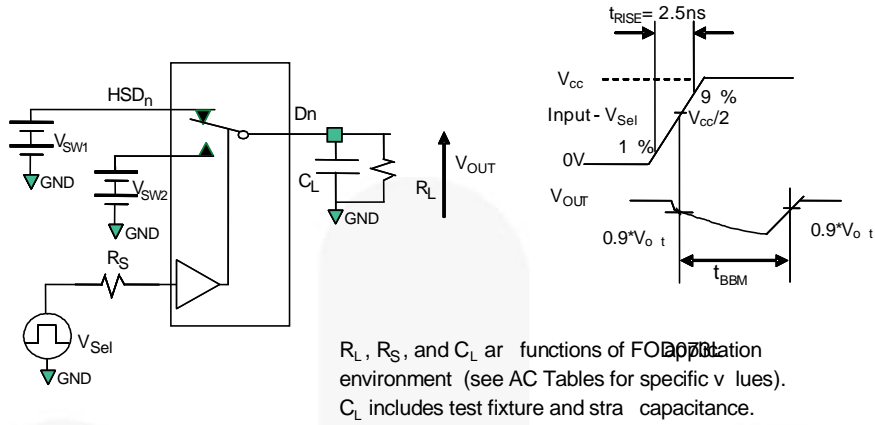 tRISE= 2.5ns
HSDn
Dn
VSW1
GND
VSW2
GND
CL
RL
VOUT
GND
RS
VSel
GND
Vcc
9 %
Input - VSel
Vcc/2
1 %
0V
VOUT
0.9*Vo t
0.9*Vo t
tBBM
RL, RS, and CL ar functions of
environment (see AC Tables for specific v lues).
CL includes test fixture and stra capacitance.